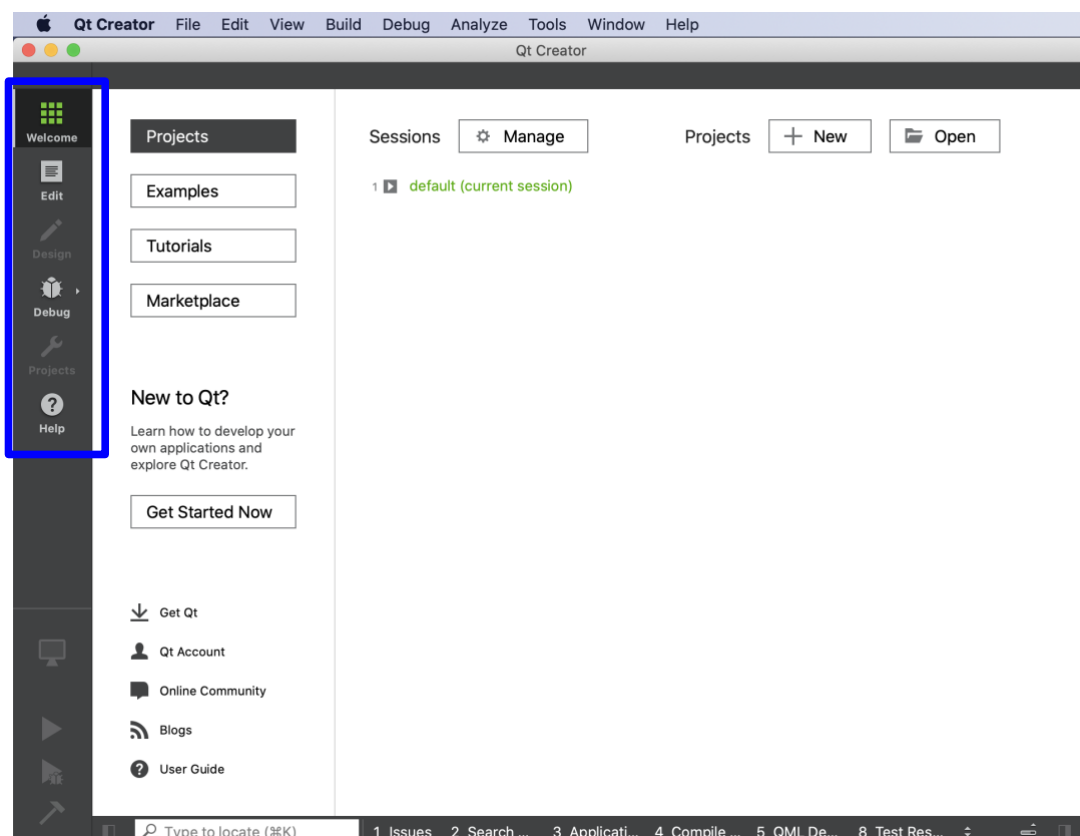 Qt Creator File Edit View Build Debug Analyze Tools Window Help
Qt Creator
Welcome
Edit
Design
Debug
Projects
Help
Projects
Examples
Tutorials
Marketplace
New to Qt?
Learn how to develop your
own applications and
explore Qt Creator.
Get Started Now
Get Qt
Qt Account
Online Community
Blogs
User Guide
Sessions Manage Projects New Open
1 default (current session)
Type to locate (⌘K) 1 Issues 2 Search ... 3 Applicati... 4 Compile ... 5 QML De... 8 Test Res...